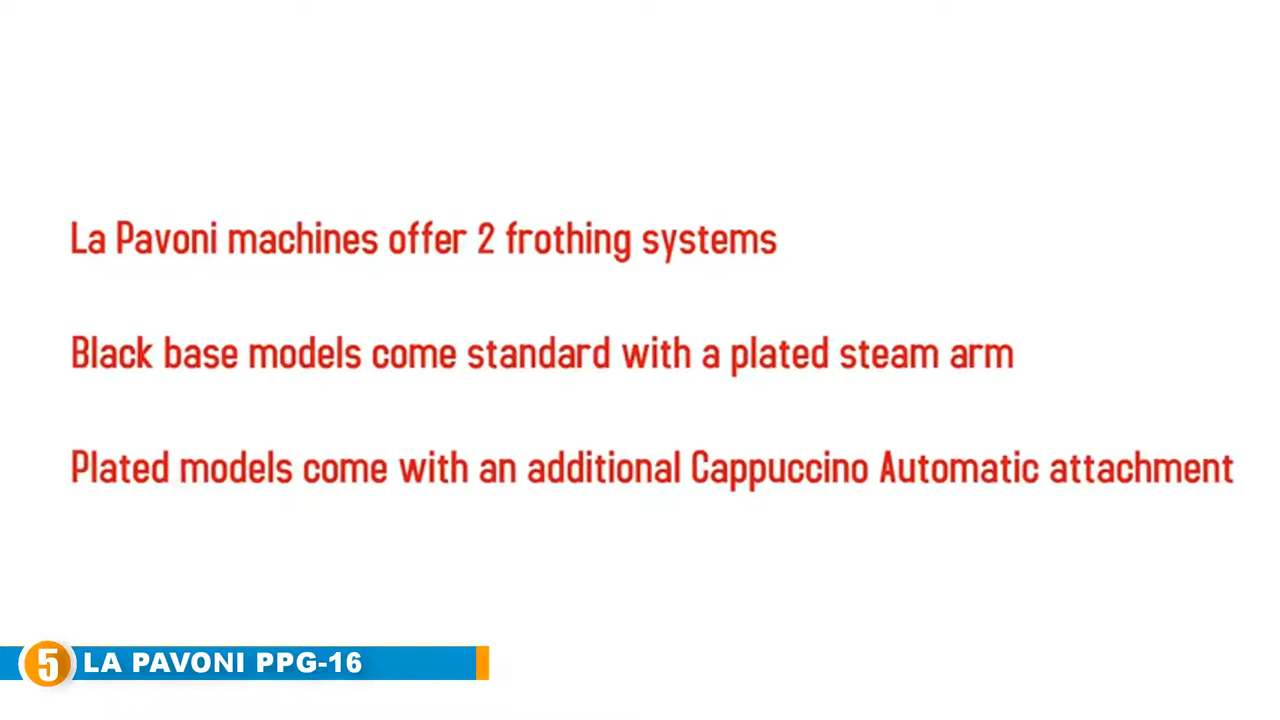 La Pavoni machines offer 2 frothing systems
Black base models come standard with a plated steam arm
Plated models come with an additional Cappuccino Automatic attachment
5 LA PAVONI PPG-16